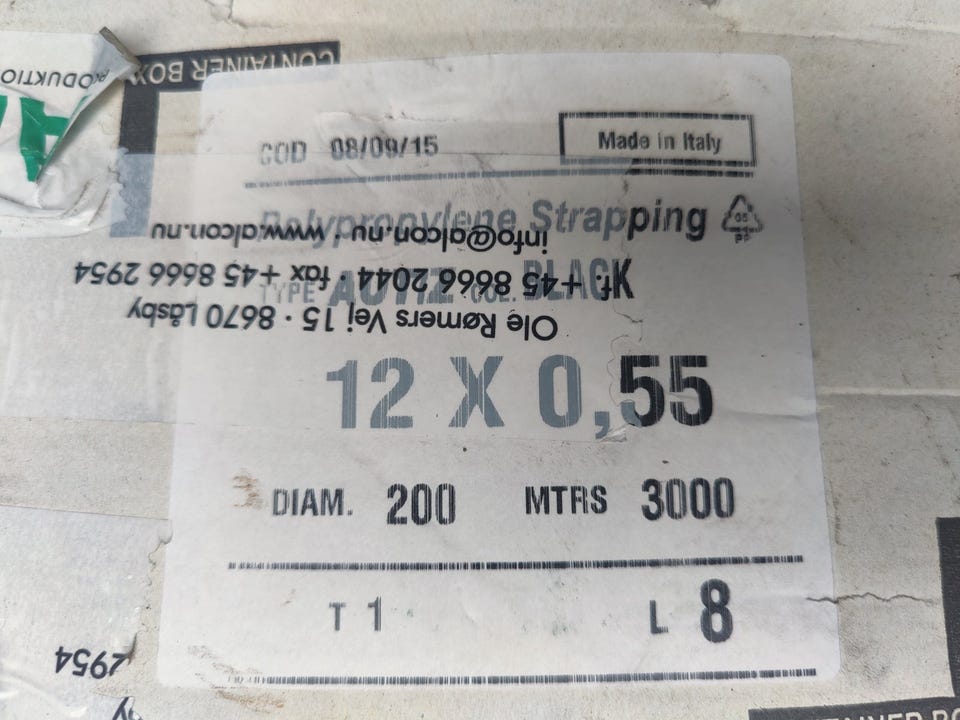 CONTAINER BOX
PRODUKTIO
COD 08/09/15
Made in Italy
Polypropylene Strapping
05
PP
TYPE COL. BLACK
12 X 0,55
DIAM. 200 MTRS 3000
T 1 L 8
Ole Rømers Vej 15 · 8670 Låsby
tlf. +45 8666 2044 · fax +45 8666 2954
info@alcon.nu · www.alcon.nu
2954